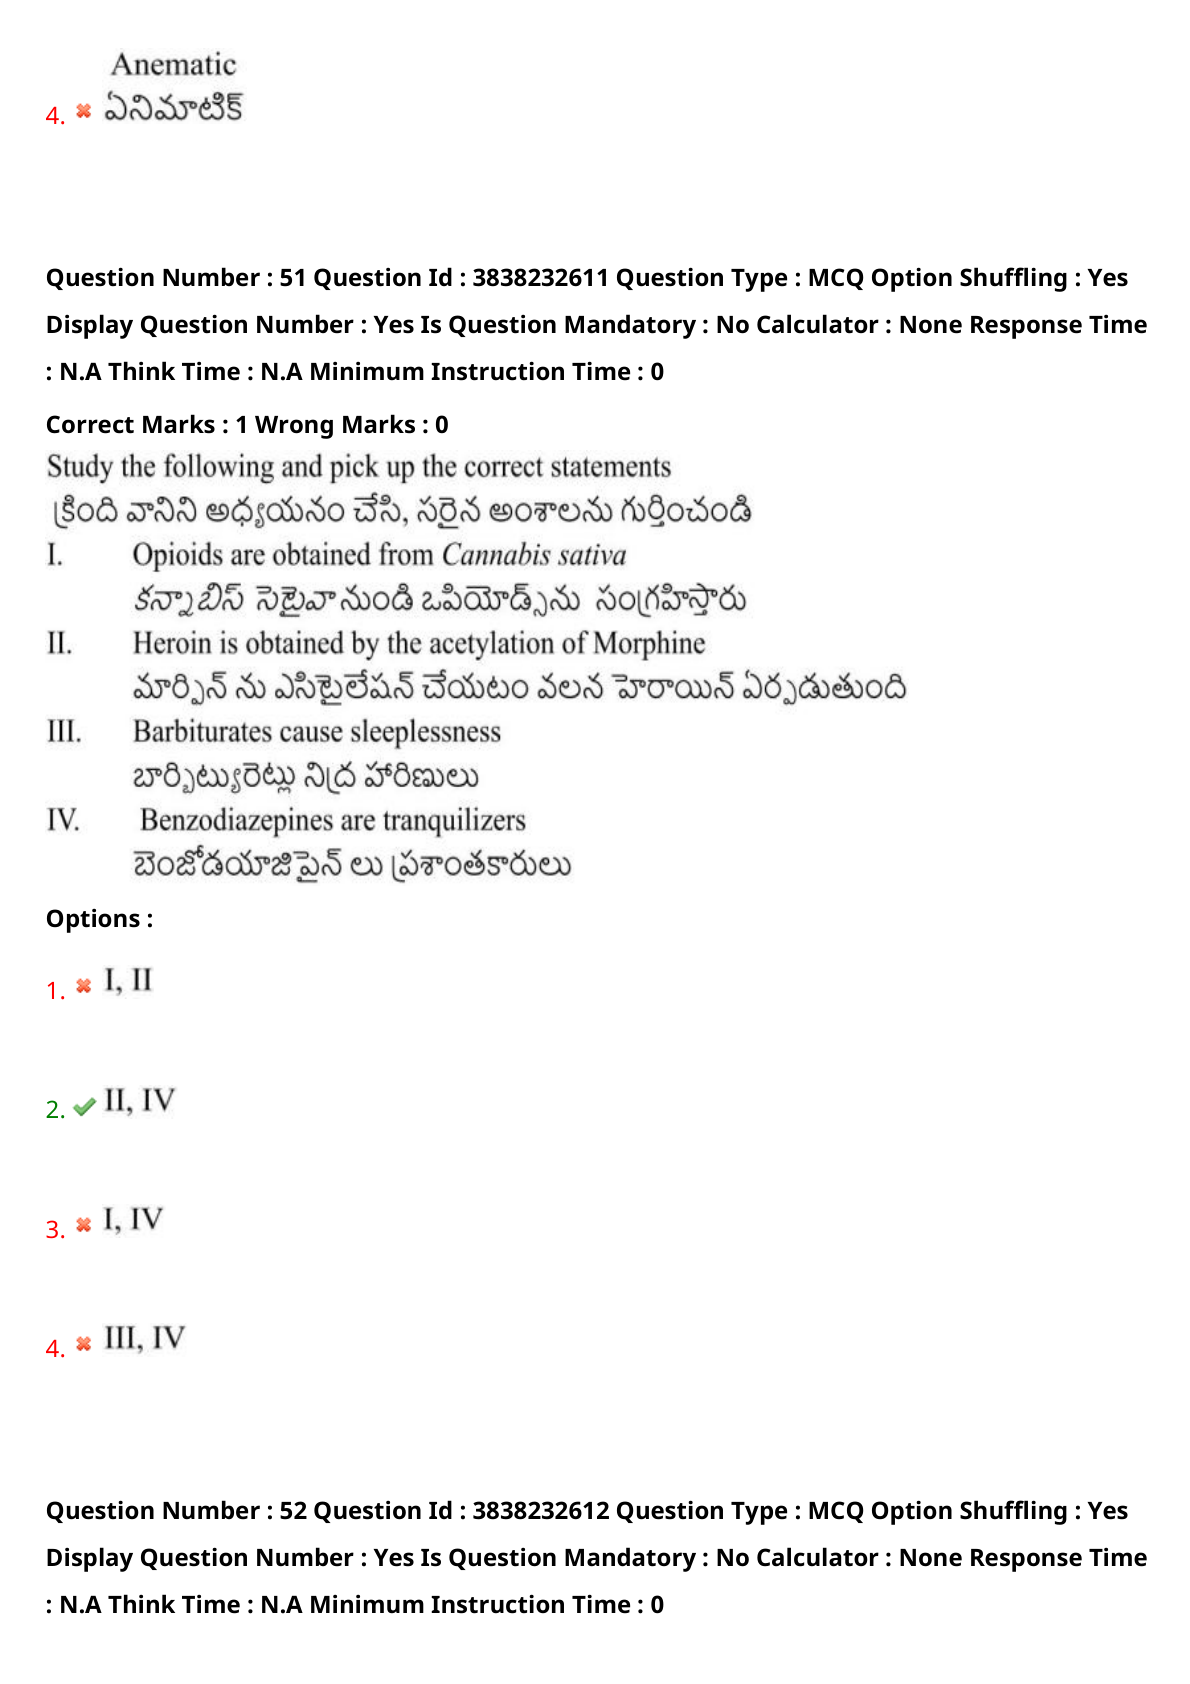 Anematic
4. ఏనిమాటిక్
Question Number : 51 Question Id : 3838232611 Question Type : MCQ Option Shuffling : Yes
Display Question Number : Yes Is Question Mandatory : No Calculator : None Response Time
: N.A Think Time : N.A Minimum Instruction Time : 0
Correct Marks : 1 Wrong Marks : 0
Study the following and pick up the correct statements
క్రింది వానిని అధ్యయనం చేసి, సరైన అంశాలను గుర్తించండి
I. Opioids are obtained from Cannabis sativa
కన్నాబిస్ సెటైవా నుండి ఒపియోడ్స్‌ను సంగ్రహిస్తారు
II. Heroin is obtained by the acetylation of Morphine
మార్ఫిన్ ను ఎసిటైలేషన్ చేయటం వలన హెరాయిన్ ఏర్పడుతుంది
III. Barbiturates cause sleeplessness
బార్బిట్యురెట్లు నిద్ర హారిణులు
IV. Benzodiazepines are tranquilizers
బెంజోడయాజిపైన్ లు ప్రశాంతకారులు
Options :
1. I, II
2. II, IV
3. I, IV
4. III, IV
Question Number : 52 Question Id : 3838232612 Question Type : MCQ Option Shuffling : Yes
Display Question Number : Yes Is Question Mandatory : No Calculator : None Response Time
: N.A Think Time : N.A Minimum Instruction Time : 0